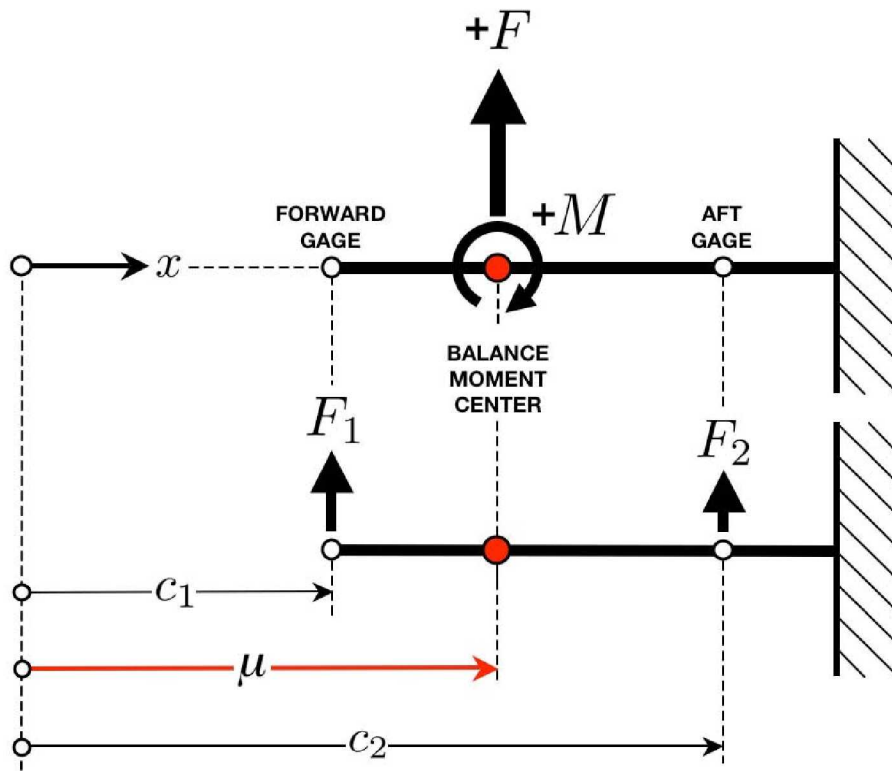 +F
+M
FORWARD
GAGE
AFT
GAGE
x
BALANCE
MOMENT
CENTER
F₁
F₂
c₁
μ
c₂